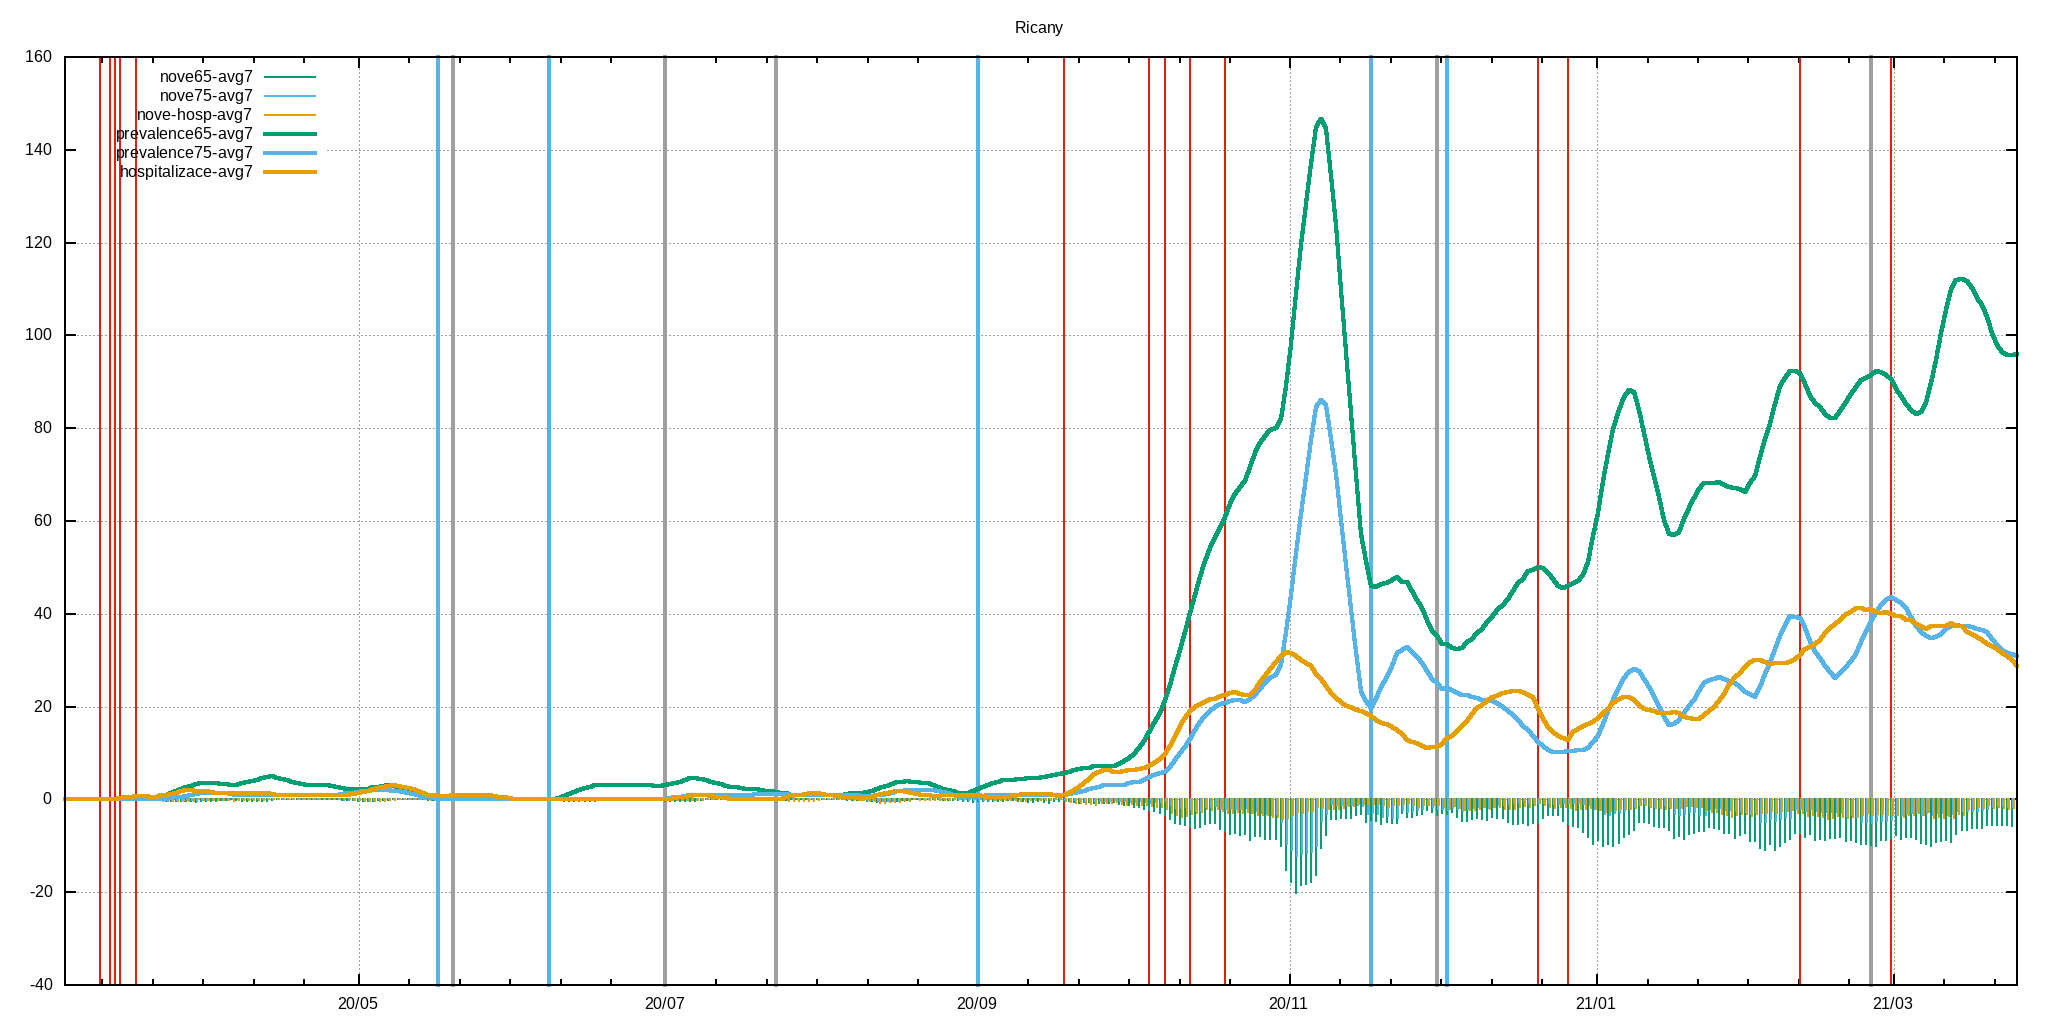 Ricany
160
nove65-avg7
nove75-avg7
nove-hosp-avg7
prevalence65-avg7
prevalence75-avg7
hospitalizace-avg7
140
120
100
80
60
40
20
0
-20
-40
20/05 20/07 20/09 20/11 21/01 21/03